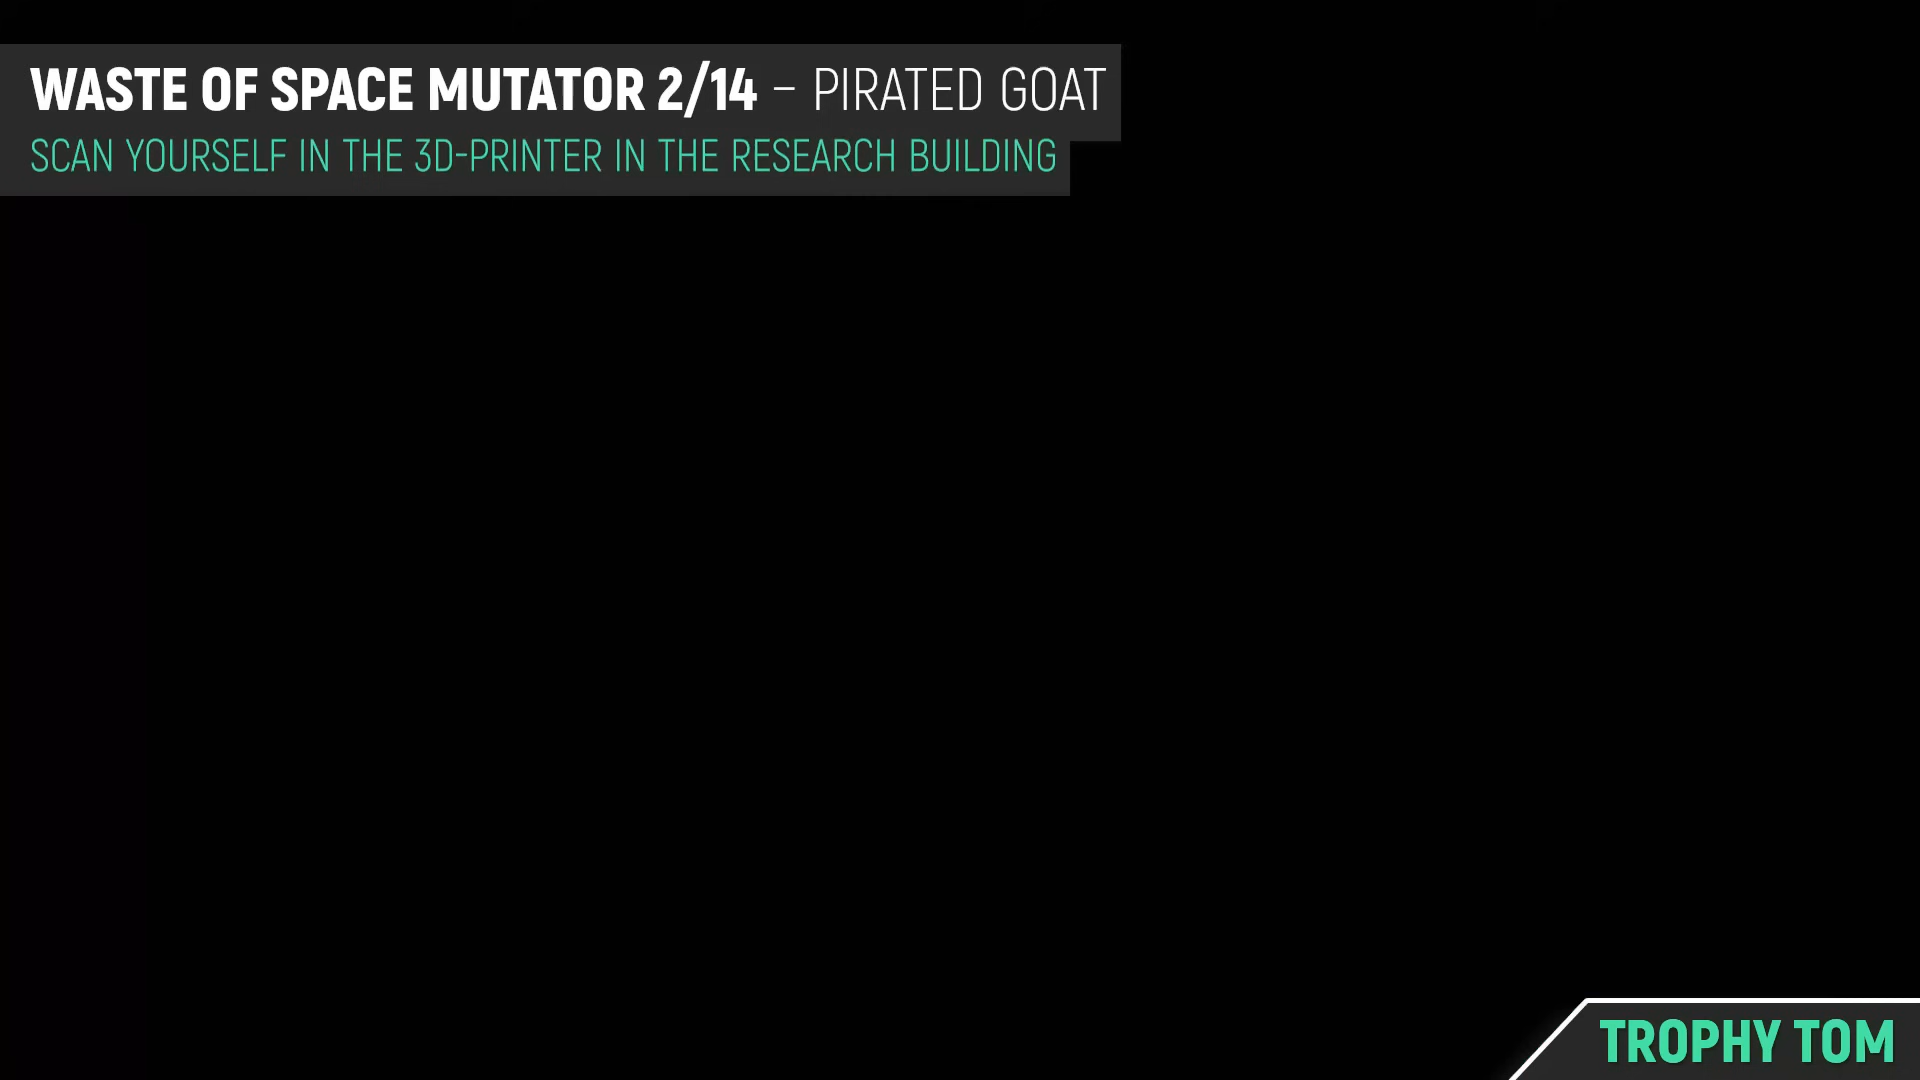 WASTE OF SPACE MUTATOR 2/14 – PIRATED GOAT
SCAN YOURSELF IN THE 3D-PRINTER IN THE RESEARCH BUILDING
TROPHY TOM